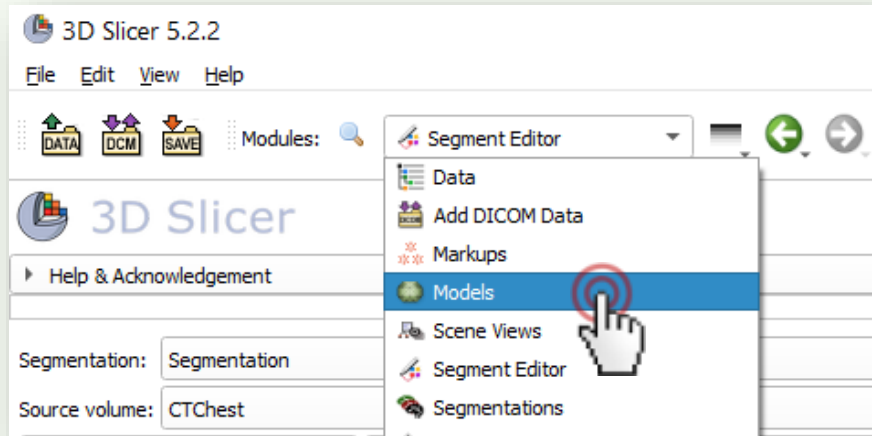 3D Slicer 5.2.2
File Edit View Help
DATA DCM SAVE Modules: Segment Editor
Data
3D Slicer
Add DICOM Data
Markups
Help & Acknowledgement
Models
Scene Views
Segmentation: Segmentation
Segment Editor
Source volume: CTChest
Segmentations